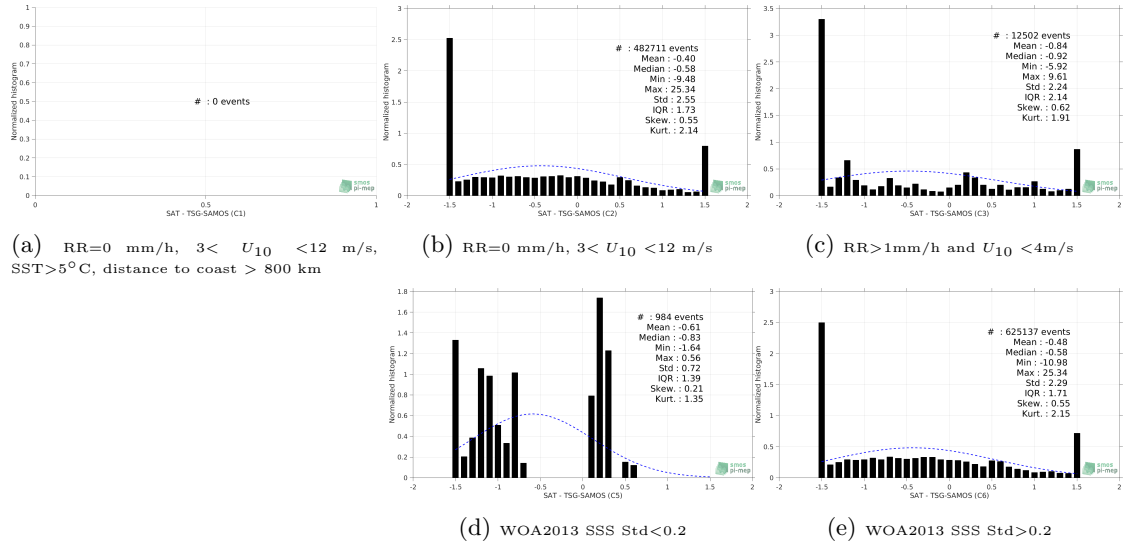 1
0.9
0.8
0.7
0.6
0.5
0.4
0.3
0.2
0.1
0
Normalized histogram
# : 0 events
smos
pi-mep
0 0.5 1
SAT - TSG-SAMOS (C1)
(a) RR=0 mm/h, 3< U10 <12 m/s,
SST>5°C, distance to coast > 800 km
3
2.5
2
1.5
1
0.5
0
Normalized histogram
# : 482711 events
Mean : -0.40
Median : -0.58
Min : -9.48
Max : 25.34
Std : 2.55
IQR : 1.73
Skew. : 0.55
Kurt. : 2.14
smos
pi-mep
-2 -1.5 -1 -0.5 0 0.5 1 1.5 2
SAT - TSG-SAMOS (C2)
(b) RR=0 mm/h, 3< U10 <12 m/s
3.5
3
2.5
2
1.5
1
0.5
0
Normalized histogram
# : 12502 events
Mean : -0.84
Median : -0.92
Min : -5.92
Max : 9.61
Std : 2.24
IQR : 2.14
Skew. : 0.62
Kurt. : 1.91
smos
pi-mep
-2 -1.5 -1 -0.5 0 0.5 1 1.5 2
SAT - TSG-SAMOS (C3)
(c) RR>1mm/h and U10 <4m/s
1.8
1.6
1.4
1.2
1
0.8
0.6
0.4
0.2
0
Normalized histogram
# : 984 events
Mean : -0.61
Median : -0.83
Min : -1.64
Max : 0.56
Std : 0.72
IQR : 1.39
Skew. : 0.21
Kurt. : 1.35
smos
pi-mep
-2 -1.5 -1 -0.5 0 0.5 1 1.5 2
SAT - TSG-SAMOS (C5)
(d) WOA2013 SSS Std<0.2
3
2.5
2
1.5
1
0.5
0
Normalized histogram
# : 625137 events
Mean : -0.48
Median : -0.58
Min : -10.98
Max : 25.34
Std : 2.29
IQR : 1.71
Skew. : 0.55
Kurt. : 2.15
smos
pi-mep
-2 -1.5 -1 -0.5 0 0.5 1 1.5 2
SAT - TSG-SAMOS (C6)
(e) WOA2013 SSS Std>0.2